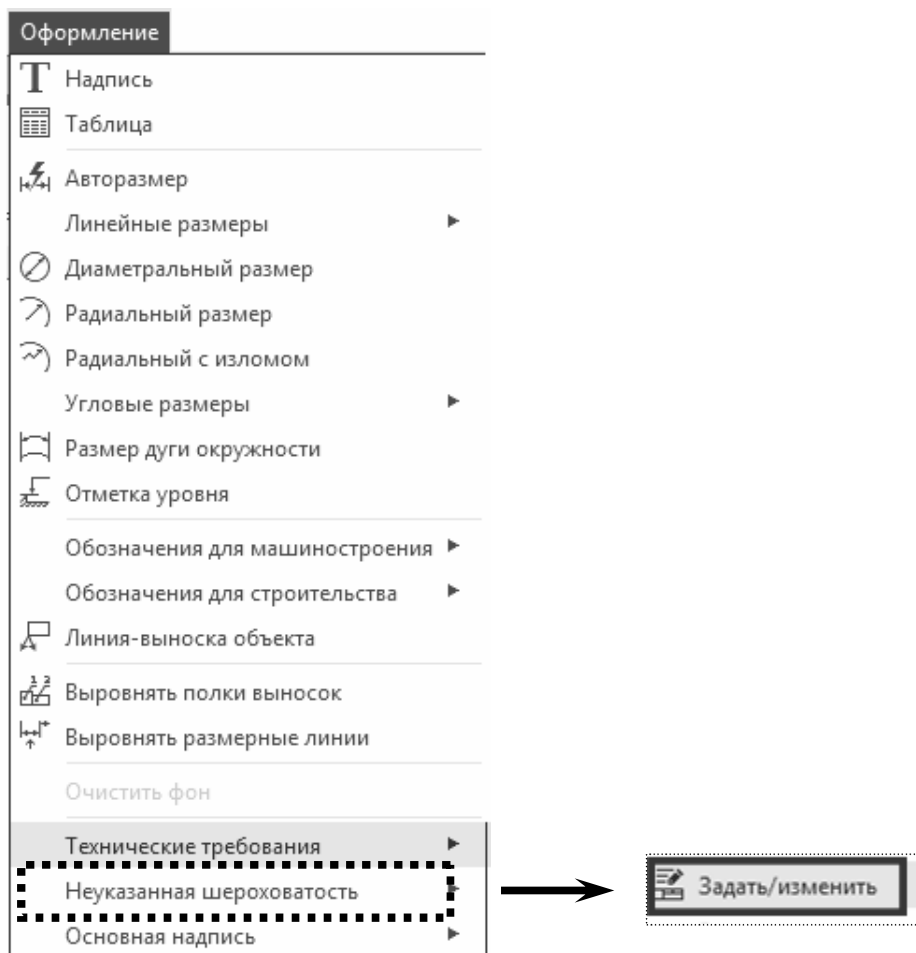 Оформление
Надпись
Таблица
Авторазмер
Линейные размеры
Диаметральный размер
Радиальный размер
Радиальный с изломом
Угловые размеры
Размер дуги окружности
Отметка уровня
Обозначения для машиностроения
Обозначения для строительства
Линия-выноска объекта
Выровнять полки выносок
Выровнять размерные линии
Очистить фон
Технические требования
Неуказанная шероховатость
Задать/изменить
Основная надпись